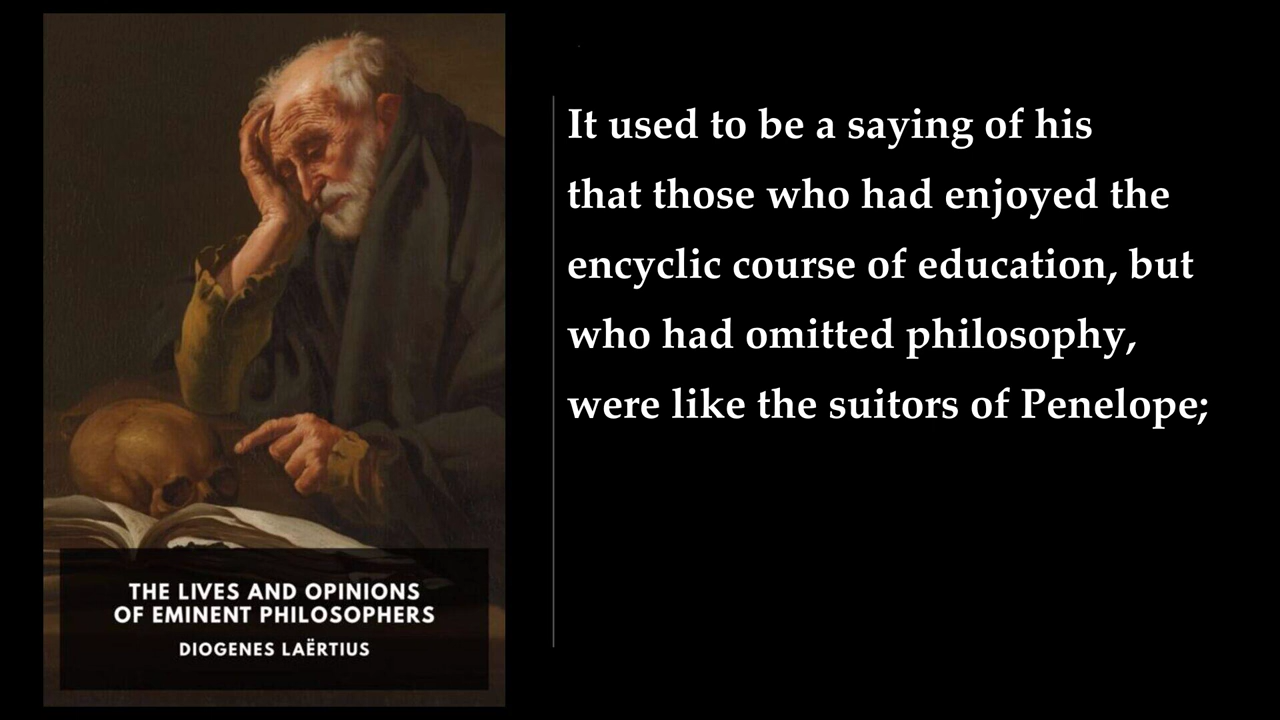 It used to be a saying of his
that those who had enjoyed the
encyclic course of education, but
who had omitted philosophy,
were like the suitors of Penelope;
THE LIVES AND OPINIONS
OF EMINENT PHILOSOPHERS
DIOGENES LAËRTIUS